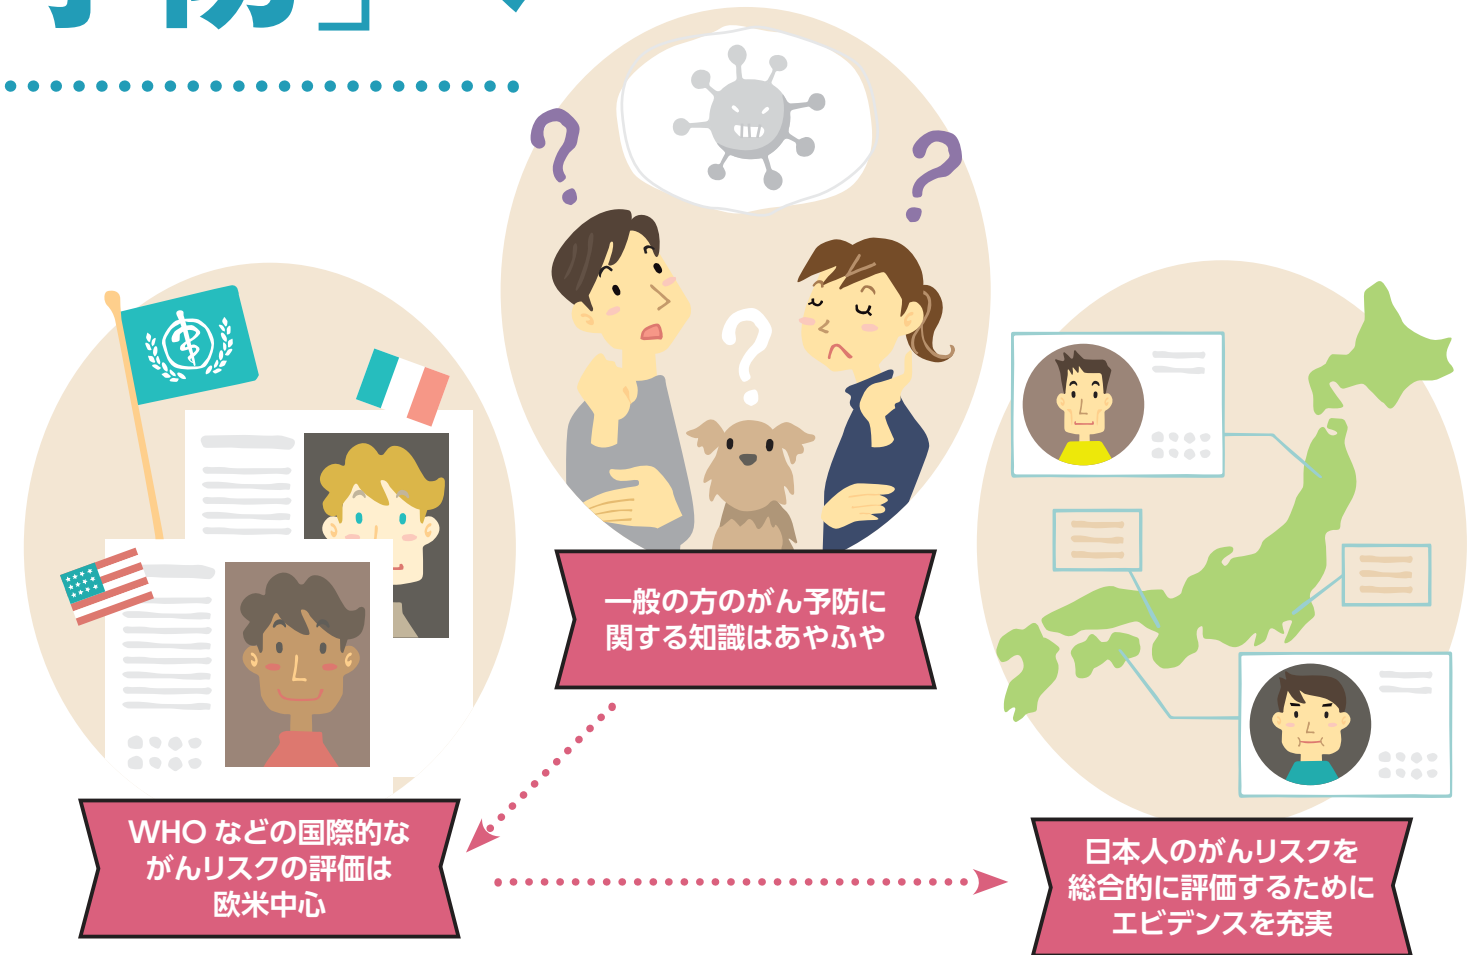 予防」へ
一般の方のがん予防に
関する知識はあやふや
WHO などの国際的な
がんリスクの評価は
欧米中心
日本人のがんリスクを
総合的に評価するために
エビデンスを充実